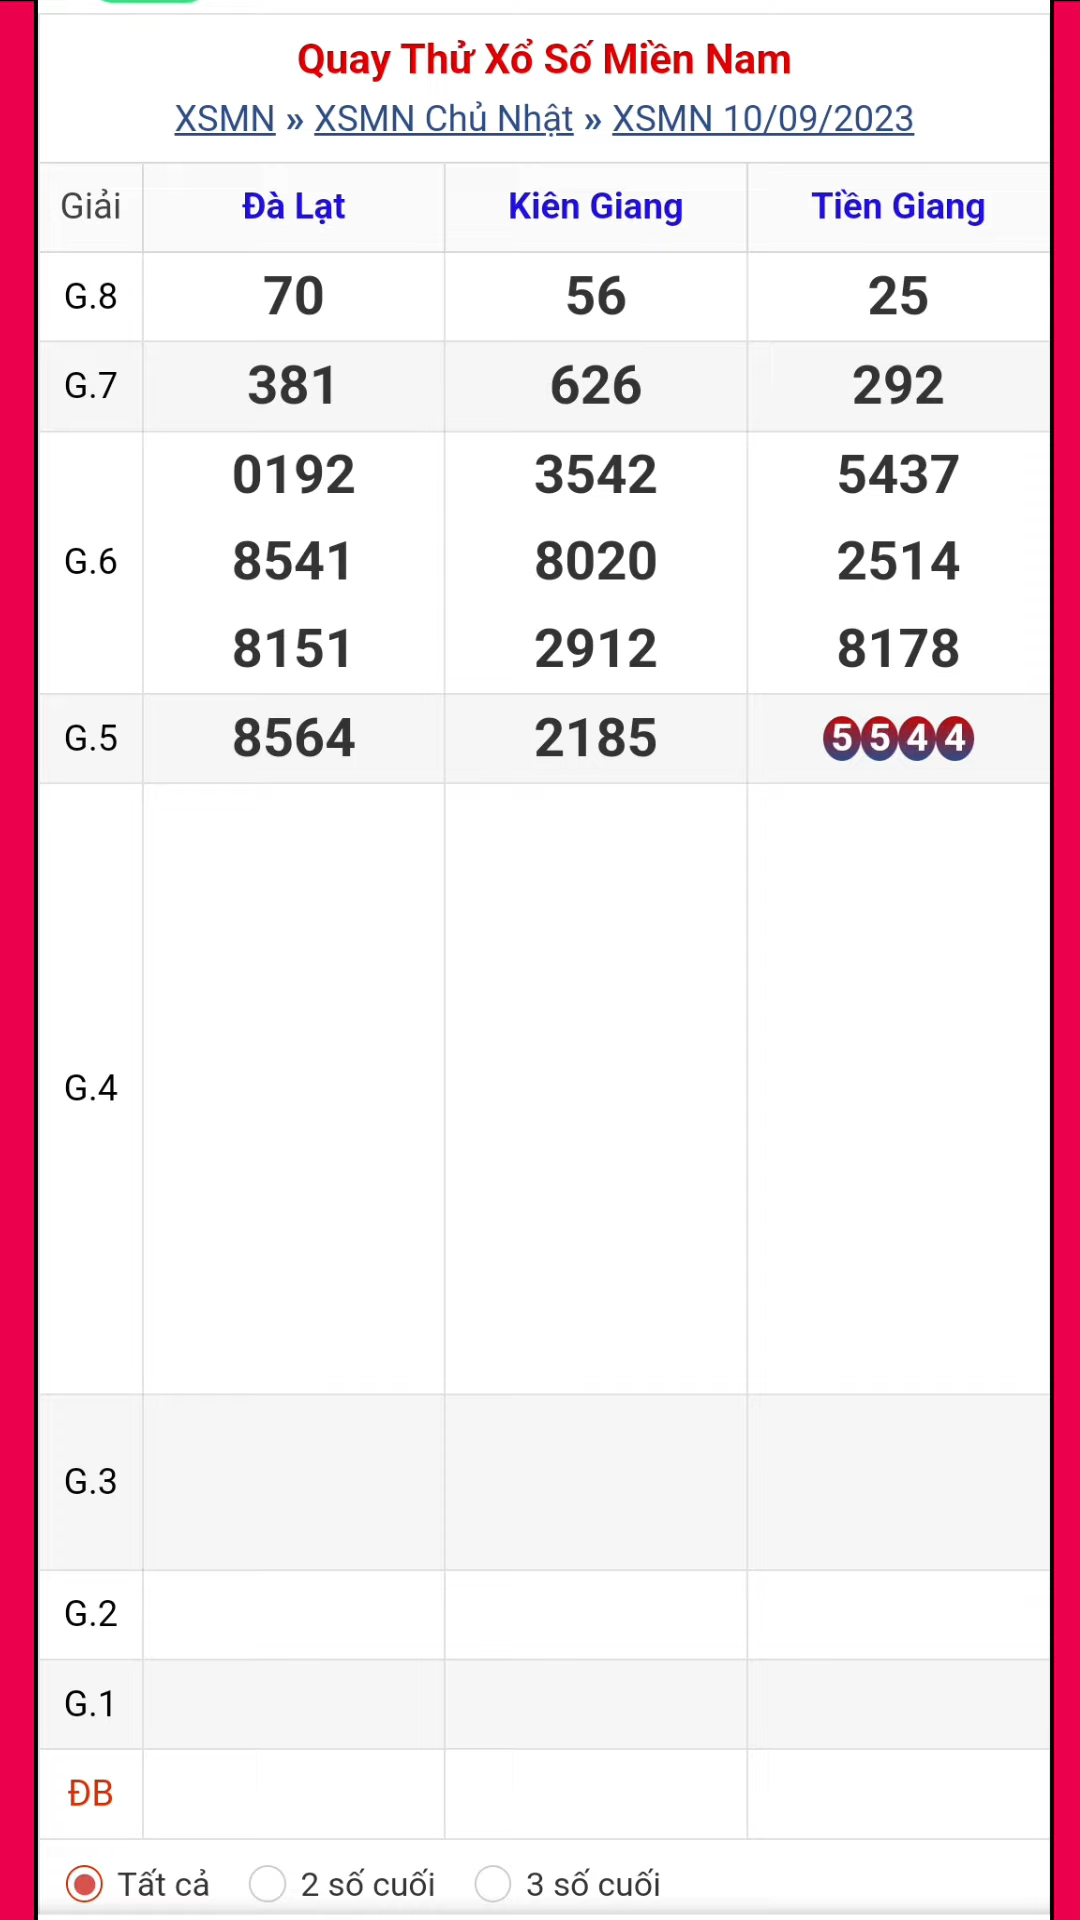 Quay Thử Xổ Số Miền Nam
XSMN » XSMN Chủ Nhật » XSMN 10/09/2023
Giải Đà Lạt Kiên Giang Tiền Giang
G.8 70 56 25
G.7 381 626 292
0192 3542 5437
G.6 8541 8020 2514
8151 2912 8178
G.5 8564 2185 5544
G.4
G.3
G.2
G.1
ĐB
Tất cả 2 số cuối 3 số cuối